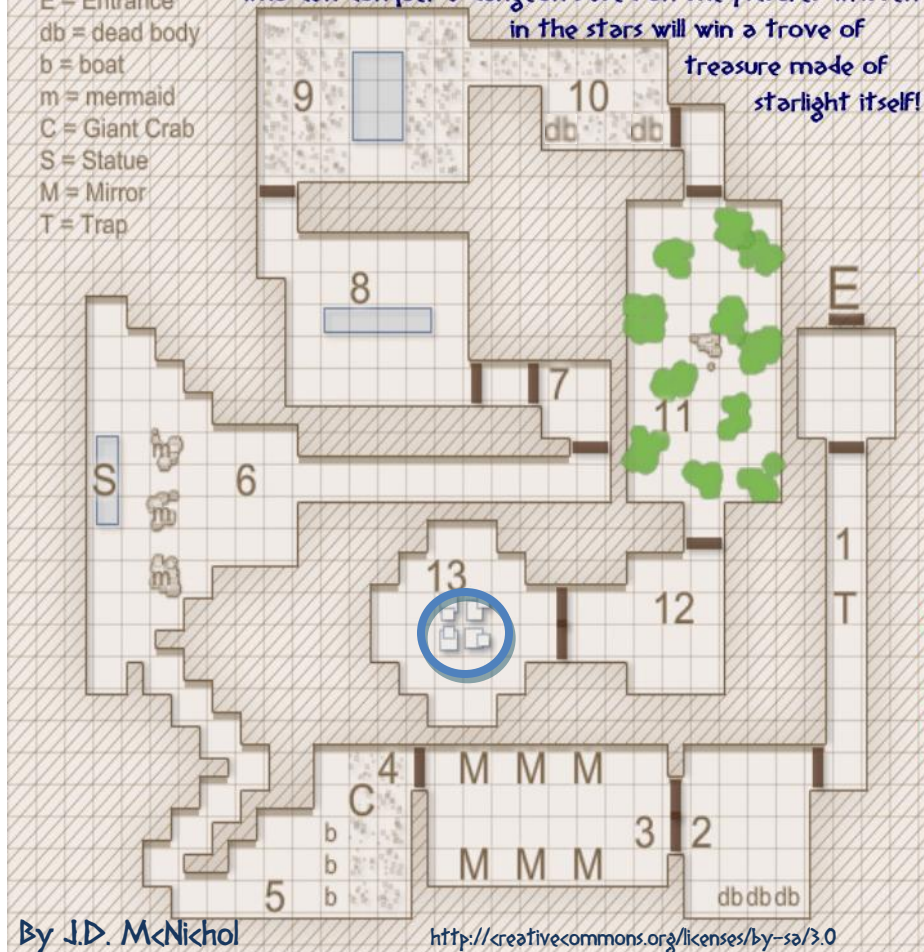 E = Entrance
db = dead body
b = boat
m = mermaid
C = Giant Crab
S = Statue
M = Mirror
T = Trap
a dungeon
in the stars will win a trove of
treasure made of
starlight itself!
9
10
db db
8
E
7
11
S
m
6
m
m
1
13
12
T
4
M M M
C
b
3
2
b
M M M
5
b
db db db
By J.D. McNichol
http://creativecommons.org/licenses/by-sa/3.0